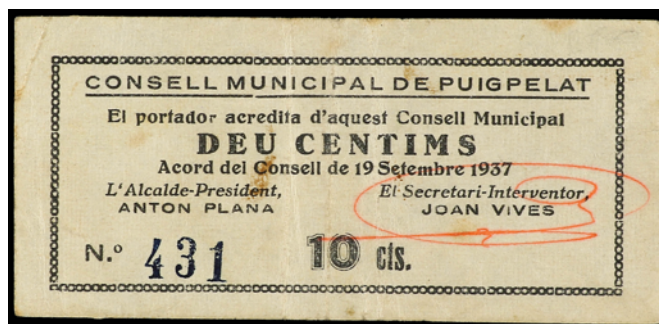 CONSELL MUNICIPAL DE PUIGPELAT
El portador acredita d'aquest Consell Municipal
DEU CENTIMS
Acord del Consell de 19 Setembre 1937
L'Alcalde-President, El Secretari-Interventor,
ANTON PLANA JOAN VIVES
N.º 431 10 cts.